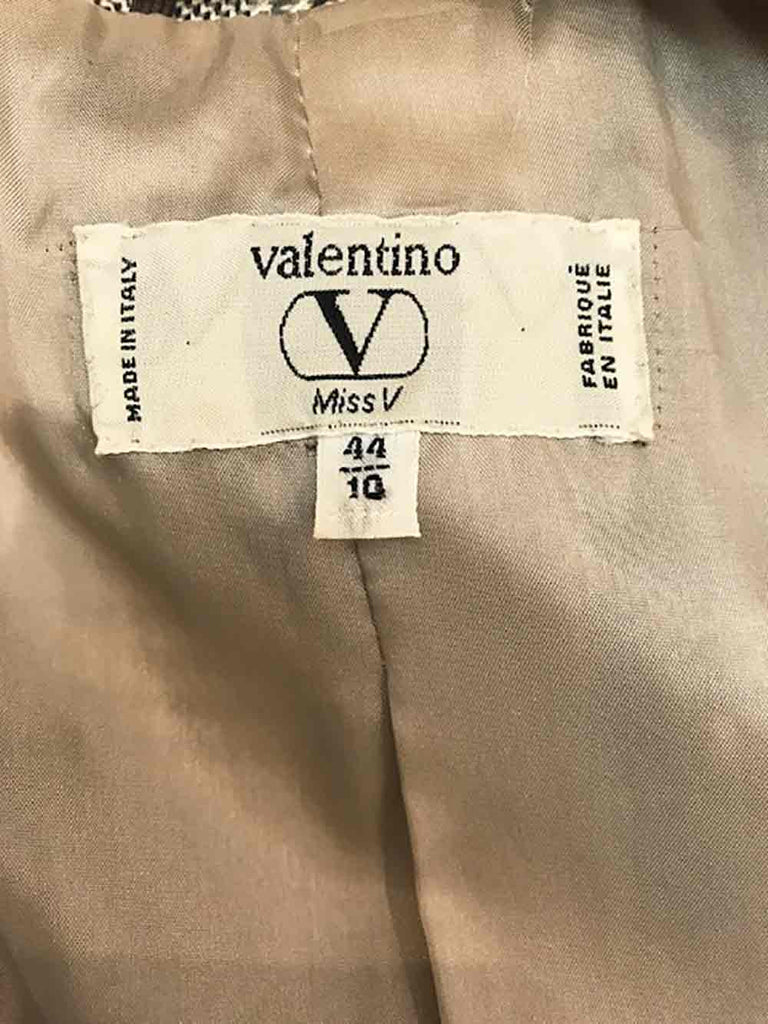 valentino
V
Miss V
MADE IN ITALY
FABRIQUÉ
EN ITALIE
44
10